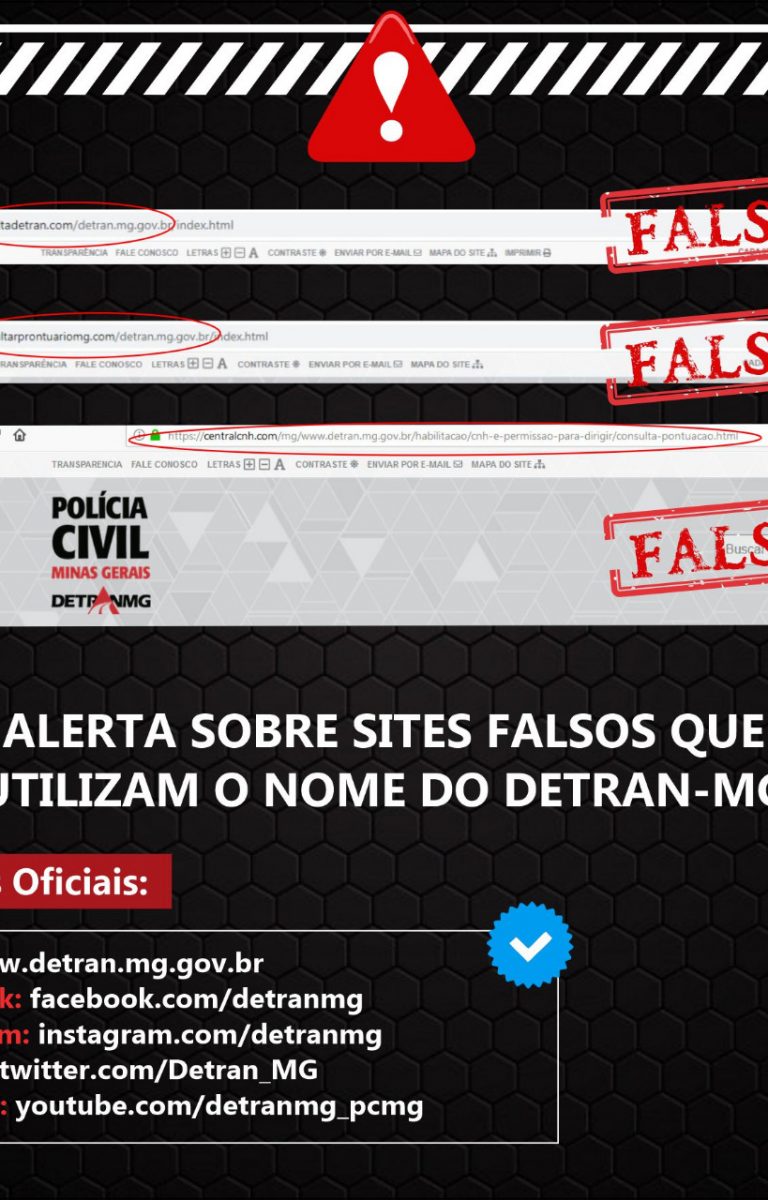 tadetran.com/detran.mg.gov.br/index.html
FALS
TRANSPARÊNCIA FALE CONOSCO LETRAS A CONTRASTE ENVIAR POR E-MAIL MAPA DO SITE IMPRIMIR
ltarprontuariomg.com/detran.mg.gov.br/index.html
FALS
RANSPARÊNCIA FALE CONOSCO LETRAS A CONTRASTE ENVIAR POR E-MAIL MAPA DO SITE
https://centralcnh.com/mg/www.detran.mg.gov.br/habilitacao/cnh-e-permissao-para-dirigir/consulta-pontuacao.html
TRANSPARENCIA FALE CONOSCO LETRAS A CONTRASTE ENVIAR POR E-MAIL MAPA DO SITE
POLÍCIA
CIVIL
MINAS GERAIS
DETRANMG
FALS
Buscar
ALERTA SOBRE SITES FALSOS QUE
UTILIZAM O NOME DO DETRAN-MG
s Oficiais:
w.detran.mg.gov.br
k: facebook.com/detranmg
m: instagram.com/detranmg
twitter.com/Detran_MG
: youtube.com/detranmg_pcmg